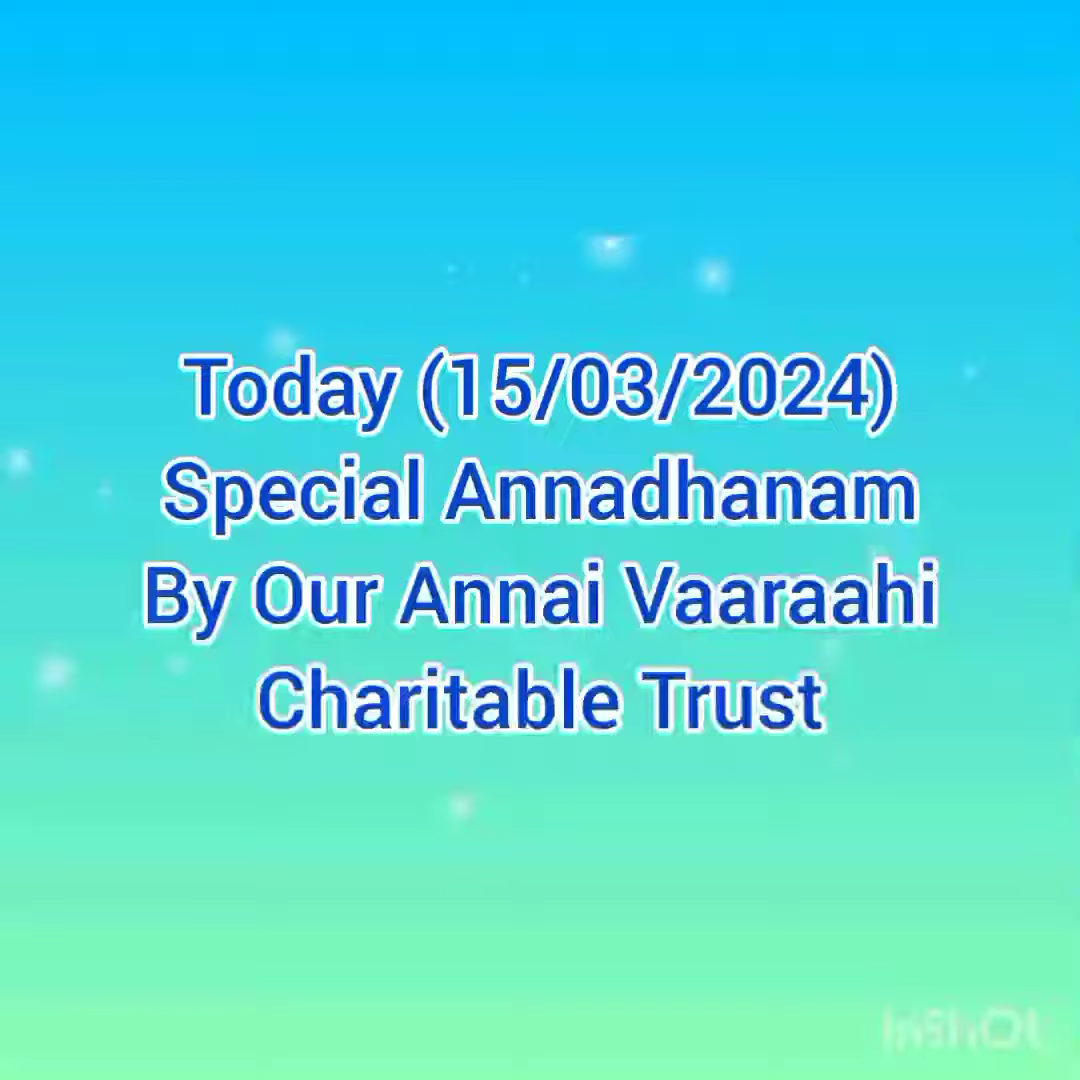 Today (15/03/2024)
Special Annadhanam
By Our Annai Vaaraahi
Charitable Trust
InShOt